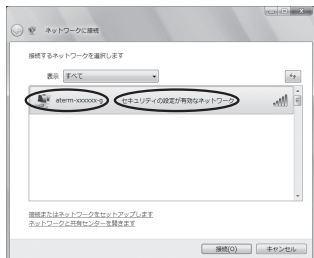 ネットワークに接続
接続するネットワークを選択します
表示 すべて
aterm-xxxxxx-g セキュリティの設定が有効なネットワーク
接続またはネットワークをセットアップします
ネットワークと共有センターを開きます
接続(O) キャンセル